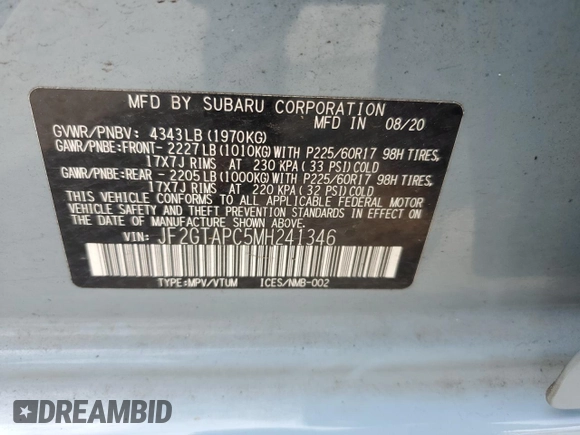 MFD BY SUBARU CORPORATION
GVWR/PNBV: 4343LB (1970KG) MFD IN 08/20
GAWR/PNBE:FRONT- 2227LB (1010KG) WITH P225/60R17 98H TIRES,
17X7J RIMS AT 230 KPA (33 PSI) COLD
GAWR/PNBE:REAR - 2205LB (1000KG) WITH P225/60R17 98H TIRES,
17X7J RIMS AT 220 KPA (32 PSI) COLD
THIS VEHICLE CONFORMS TO ALL APPLICABLE FEDERAL MOTOR
VEHICLE SAFETY AND THEFT PREVENTION STANDARDS IN EFFECT
ON THE DATE OF MANUFACTURE SHOWN ABOVE.
VIN: JF2GTAPC5MH241346
TYPE:MPV/VTUM ICES/NMB-002
DREAMBID